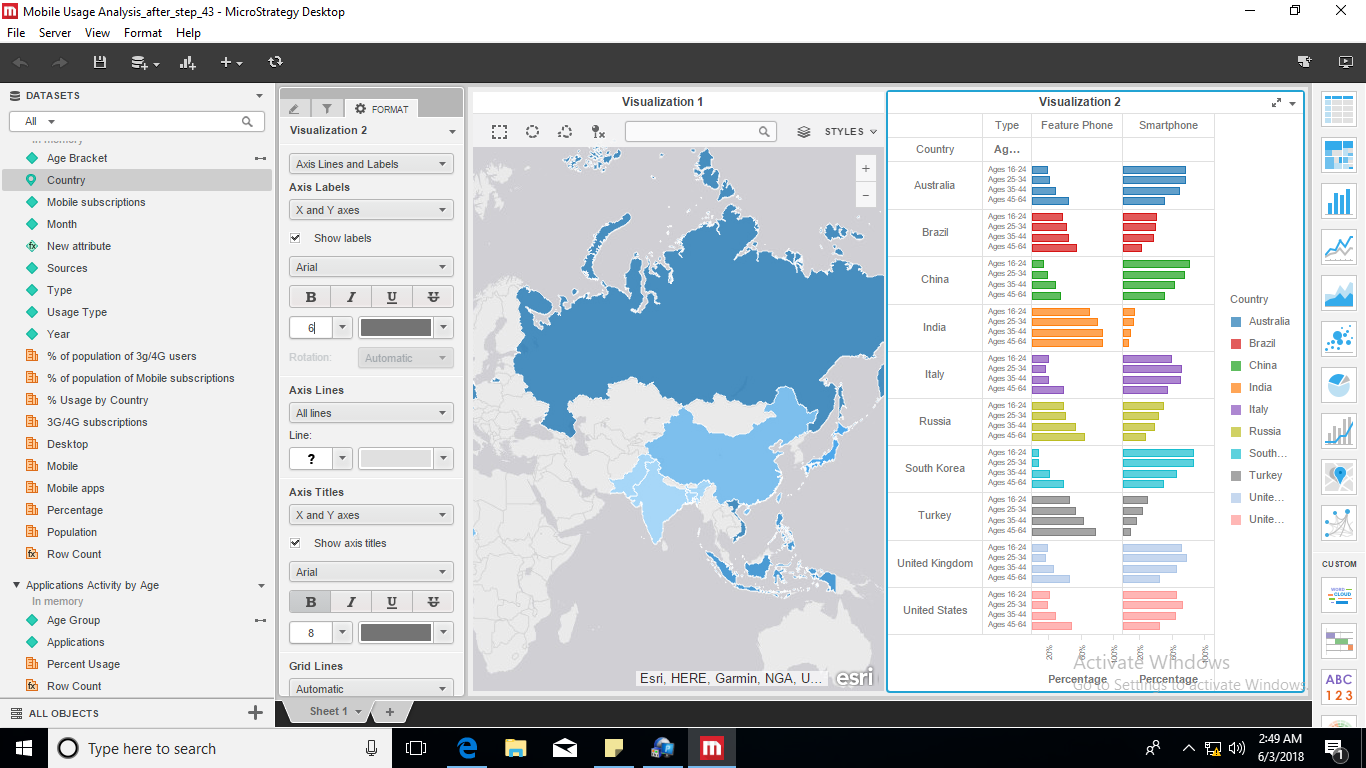 Mobile Usage Analysis_after_step_43 - MicroStrategy Desktop
File Server View Format Help
DATASETS
All
In memory
Age Bracket
Country
Mobile subscriptions
Month
New attribute
Sources
Type
Usage Type
Year
% of population of 3g/4G users
% of population of Mobile subscriptions
% Usage by Country
3G/4G subscriptions
Desktop
Mobile
Mobile apps
Percentage
Population
Row Count
Applications Activity by Age
In memory
Age Group
Applications
Percent Usage
Row Count
ALL OBJECTS
FORMAT
Visualization 2
Axis Lines and Labels
Axis Labels
X and Y axes
Show labels
Arial
B I U S
6
Rotation: Automatic
Axis Lines
All lines
Line:
?
Axis Titles
X and Y axes
Show axis titles
Arial
B I U S
8
Grid Lines
Automatic
Visualization 1
STYLES
+
−
Esri, HERE, Garmin, NGA, U... esri
Visualization 2
Type Feature Phone Smartphone
Country Ag...
Australia
Ages 16-24
Ages 25-34
Ages 35-44
Ages 45-64
Brazil
Ages 16-24
Ages 25-34
Ages 35-44
Ages 45-64
China
Ages 16-24
Ages 25-34
Ages 35-44
Ages 45-64
India
Ages 16-24
Ages 25-34
Ages 35-44
Ages 45-64
Italy
Ages 16-24
Ages 25-34
Ages 35-44
Ages 45-64
Russia
Ages 16-24
Ages 25-34
Ages 35-44
Ages 45-64
South Korea
Ages 16-24
Ages 25-34
Ages 35-44
Ages 45-64
Turkey
Ages 16-24
Ages 25-34
Ages 35-44
Ages 45-64
United Kingdom
Ages 16-24
Ages 25-34
Ages 35-44
Ages 45-64
United States
Ages 16-24
Ages 25-34
Ages 35-44
Ages 45-64
20%
Percentage Percentage
Country
Australia
Brazil
China
India
Italy
Russia
South...
Turkey
Unite...
Unite...
Activate Windows
Go to Settings to activate Windows.
CUSTOM
WORD
CLOUD
ABC
123
Sheet 1 +
Type here to search
2:49 AM
6/3/2018
1